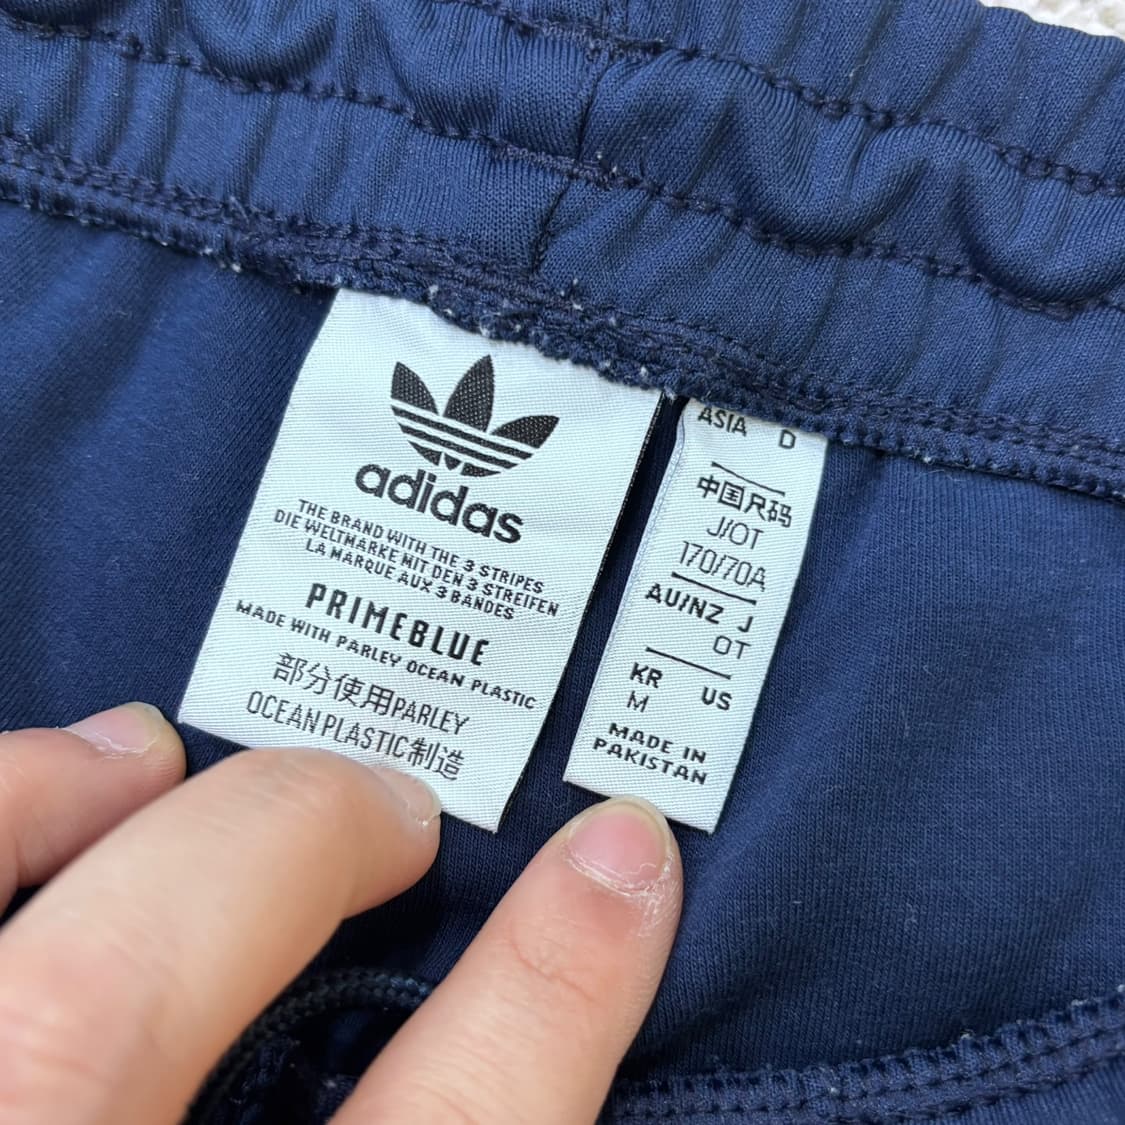 adidas
THE BRAND WITH THE 3 STRIPES
DIE WELTMARKE MIT DEN 3 STREIFEN
LA MARQUE AUX 3 BANDES
PRIMEBLUE
MADE WITH PARLEY OCEAN PLASTIC
部分使用PARLEY
OCEAN PLASTIC制造
ASIA D
中国尺码
J/OT
170/70A
AU/NZ J
OT
KR US
M
MADE IN
PAKISTAN